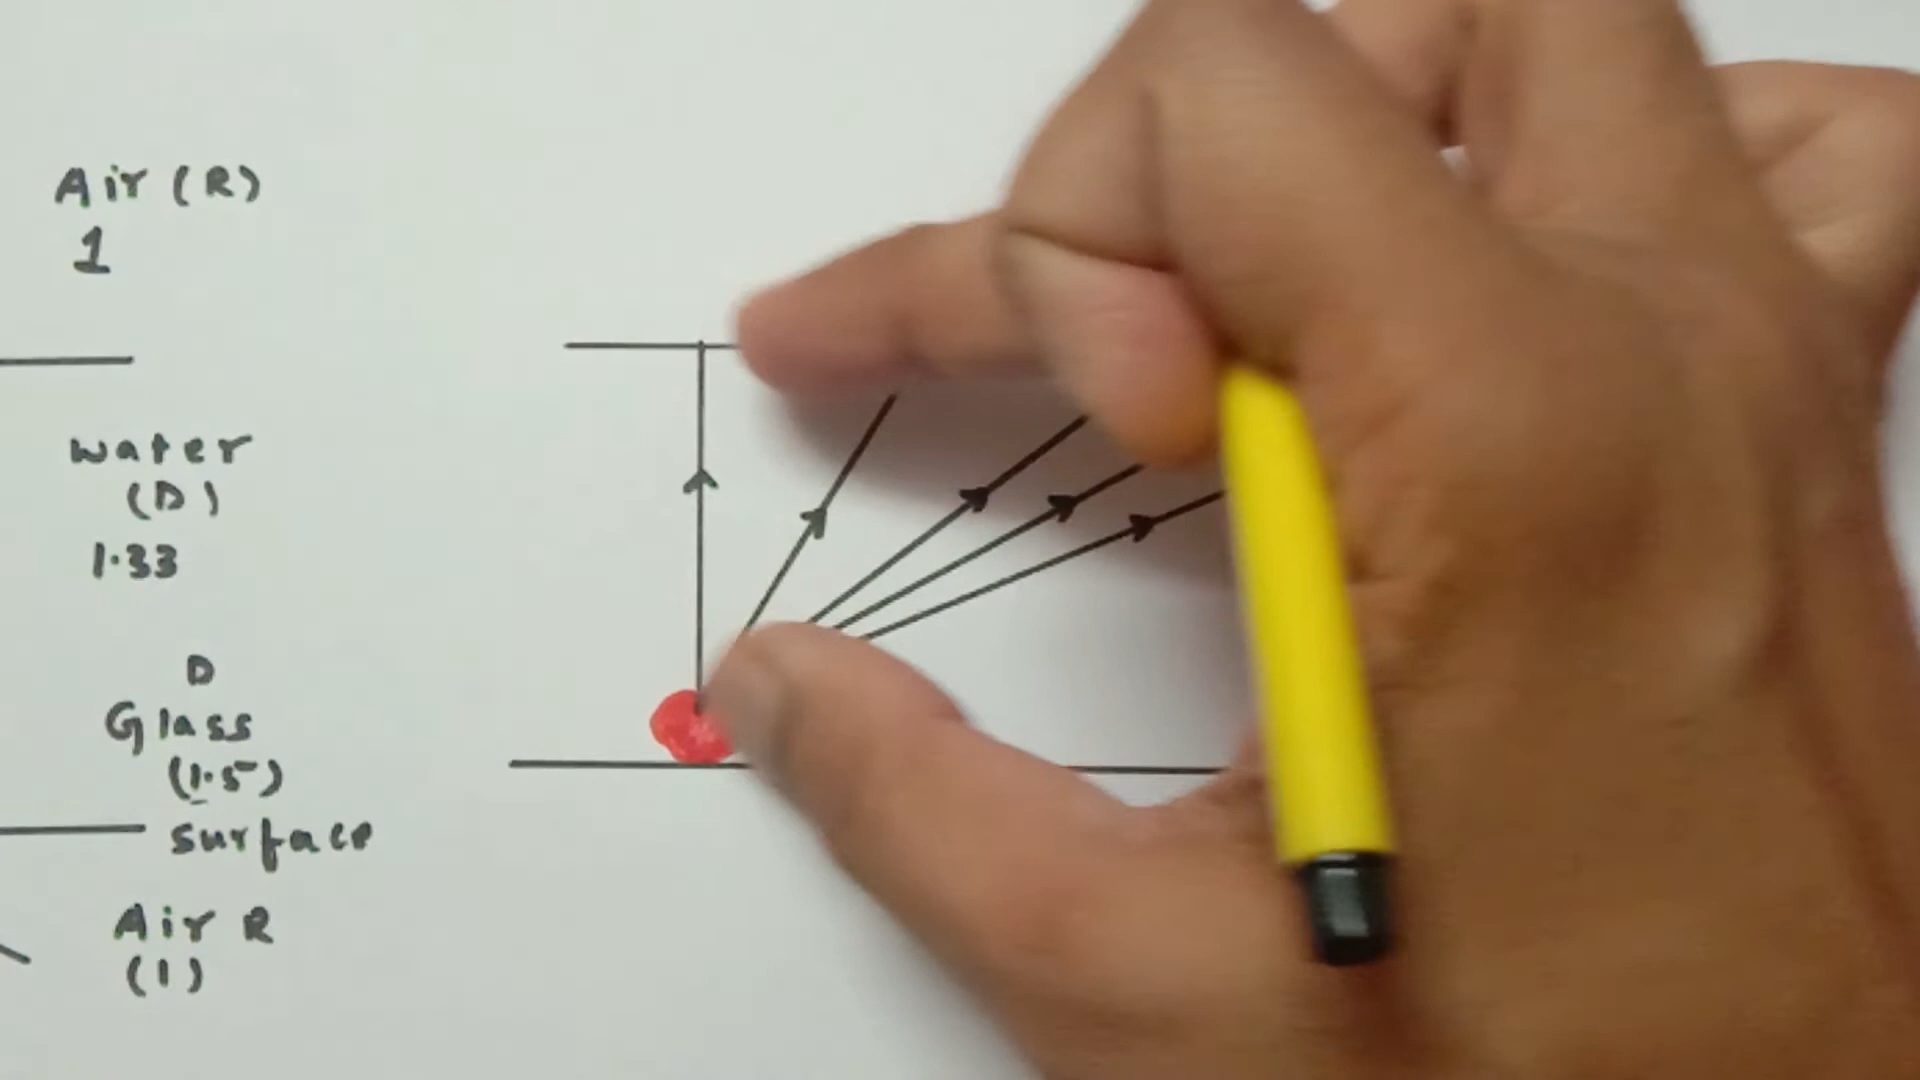 Air (R)
1
water
(D)
1.33
D
Glass
(1.5)
surface
Air R
(1)